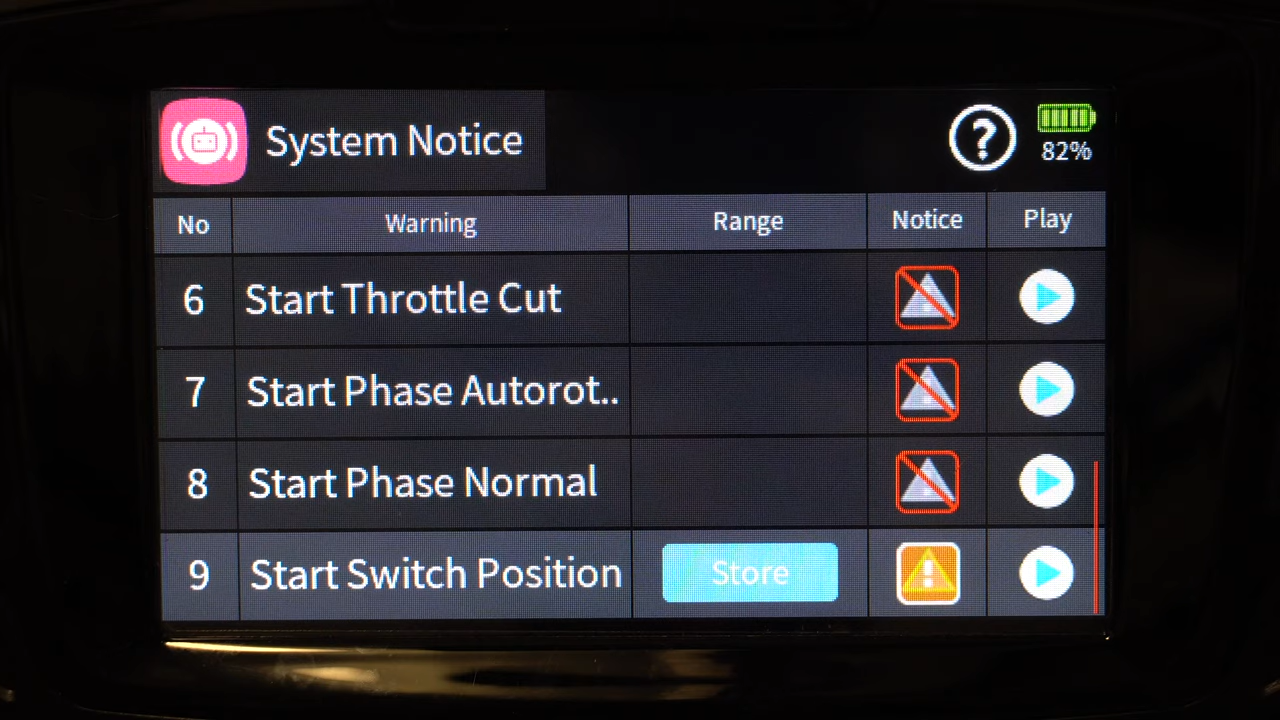 System Notice
?
82%
No Warning Range Notice Play
6 Start Throttle Cut
7 Start Phase Autorot..
8 Start Phase Normal
9 Start Switch Position Store